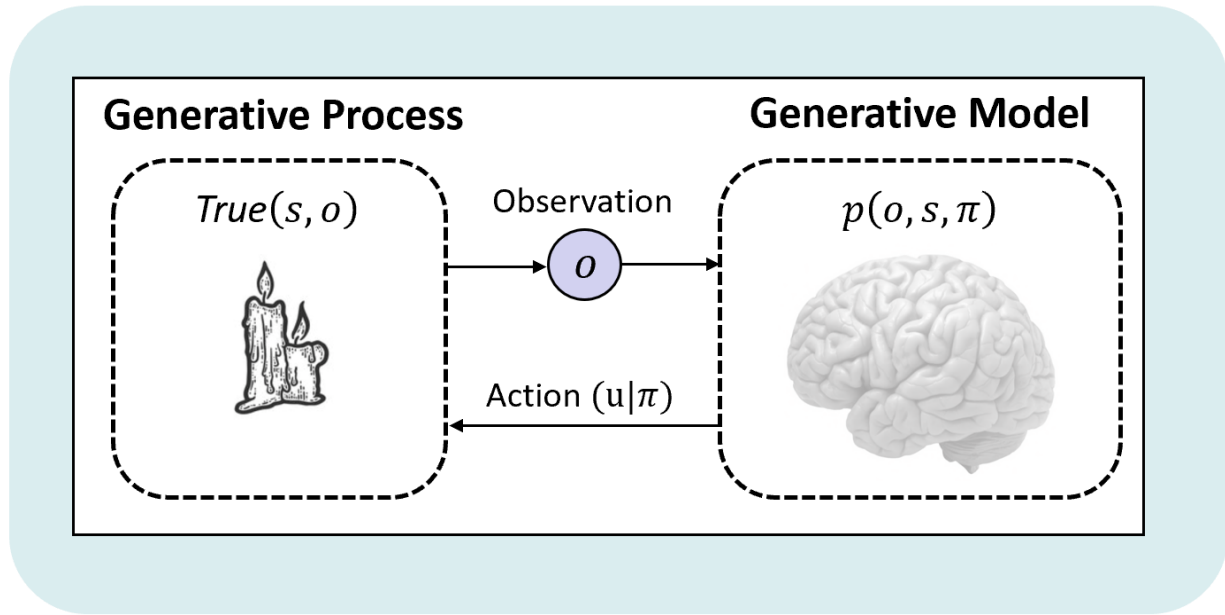 Generative Process
Generative Model
True(s, o)
Observation
o
p(o, s, π)
Action (u|π)